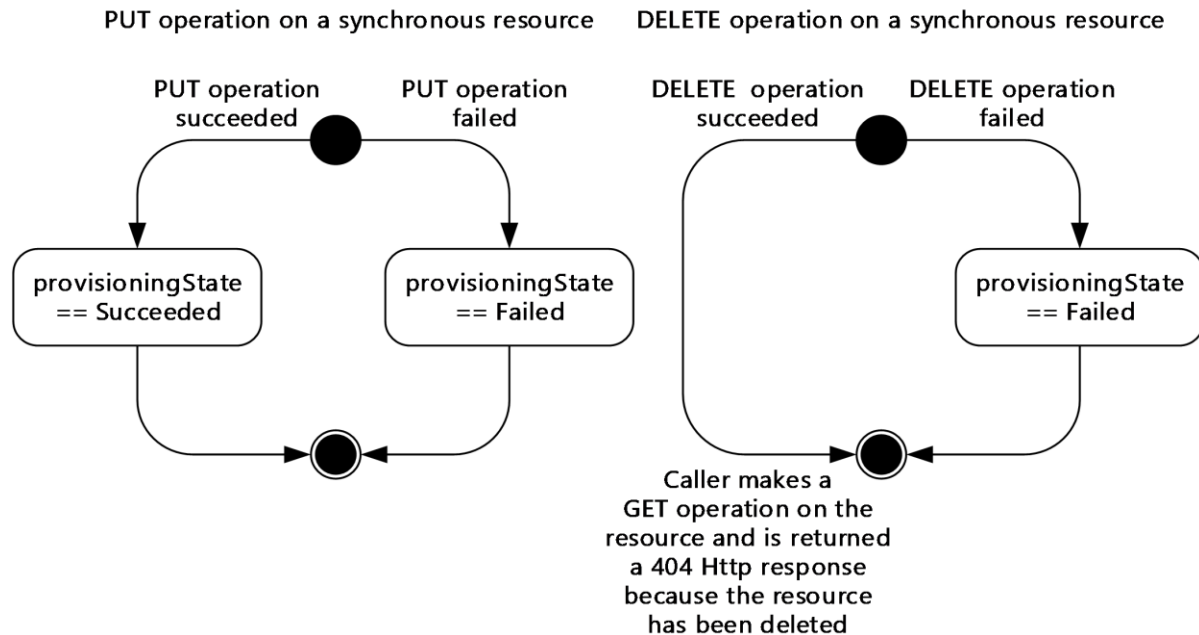 PUT operation on a synchronous resource
PUT operation
succeeded
PUT operation
failed
provisioningState
== Succeeded
provisioningState
== Failed
DELETE operation on a synchronous resource
DELETE operation
succeeded
DELETE operation
failed
provisioningState
== Failed
Caller makes a
GET operation on the
resource and is returned
a 404 Http response
because the resource
has been deleted